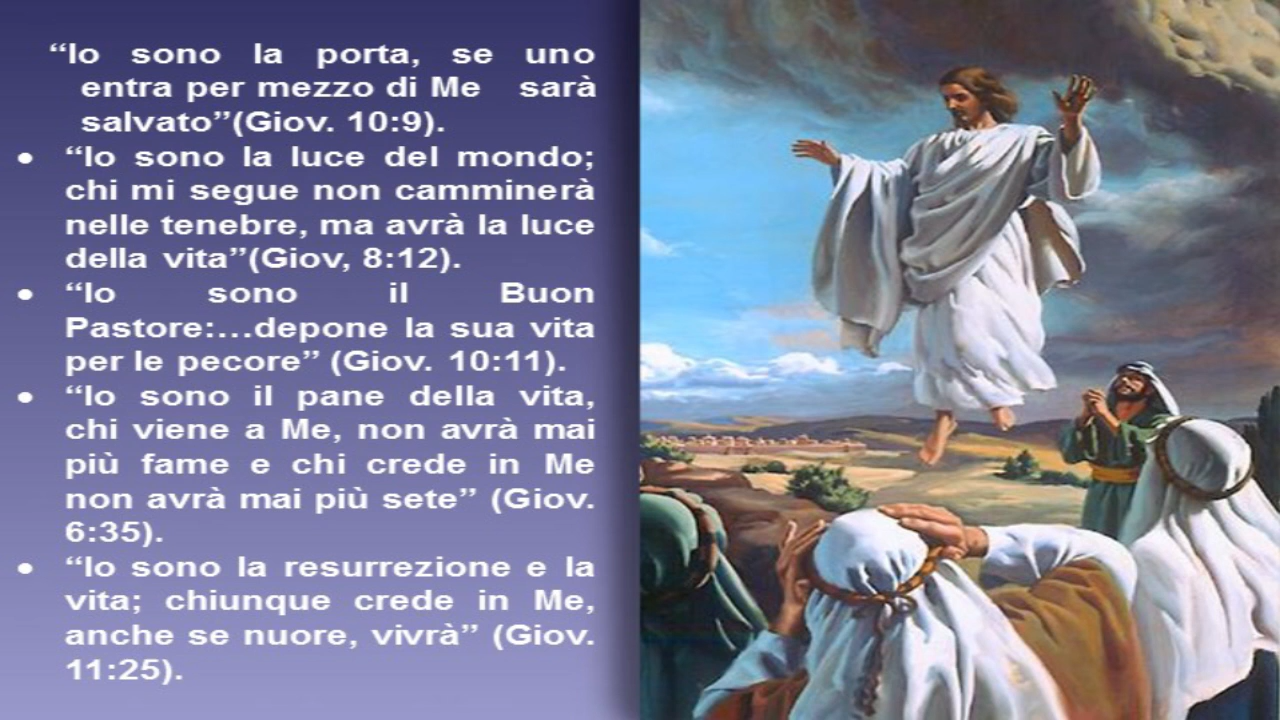 “Io sono la porta, se uno
entra per mezzo di Me sarà
salvato”(Giov. 10:9).
• “Io sono la luce del mondo;
chi mi segue non camminerà
nelle tenebre, ma avrà la luce
della vita”(Giov, 8:12).
• “Io sono il Buon
Pastore:...depone la sua vita
per le pecore” (Giov. 10:11).
• “Io sono il pane della vita,
chi viene a Me, non avrà mai
più fame e chi crede in Me
non avrà mai più sete” (Giov.
6:35).
• “Io sono la resurrezione e la
vita; chiunque crede in Me,
anche se nuore, vivrà” (Giov.
11:25).